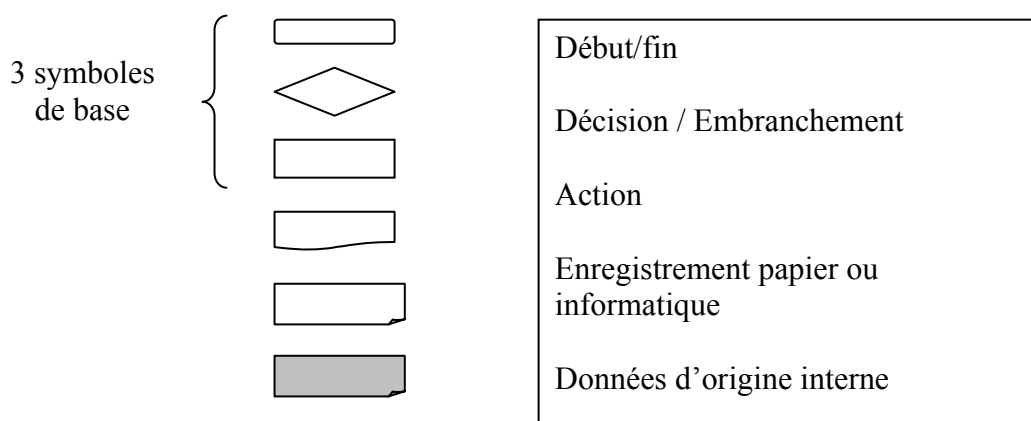 3 symboles
de base
Début/fin
Décision / Embranchement
Action
Enregistrement papier ou
informatique
Données d’origine interne